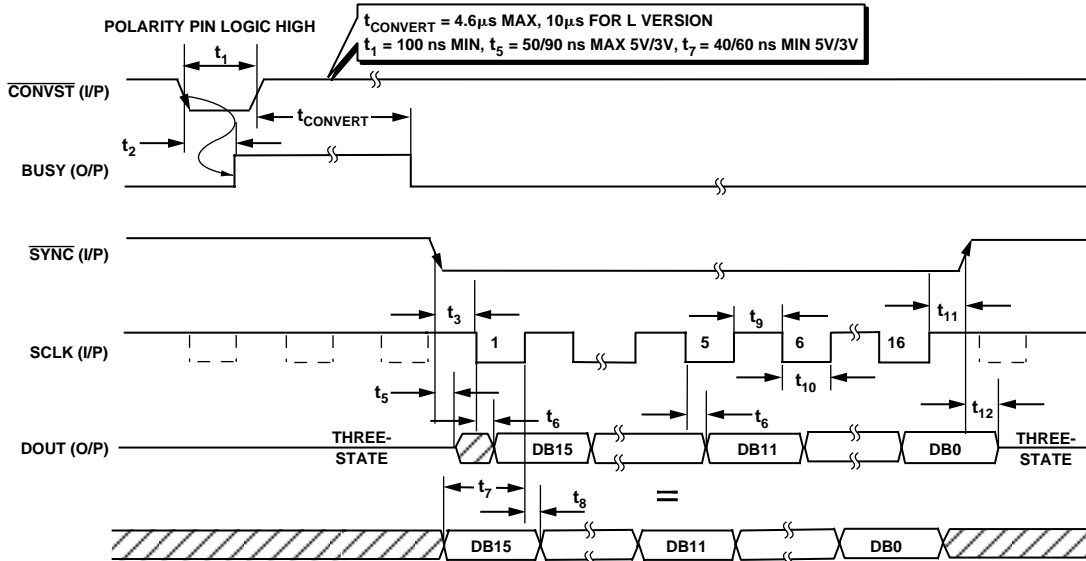 POLARITY PIN LOGIC HIGH
tCONVERT = 4.6µs MAX, 10µs FOR L VERSION
t1 = 100 ns MIN, t5 = 50/90 ns MAX 5V/3V, t7 = 40/60 ns MIN 5V/3V
t1
CONVST (I/P)
tCONVERT
t2
BUSY (O/P)
SYNC (I/P)
t3
t9
t11
SCLK (I/P)
1
5
6
16
t10
t5
t6
t6
t12
DOUT (O/P)
THREE-
STATE
DB15
DB11
DB0
THREE-
STATE
t7
t8
=
DB15
DB11
DB0